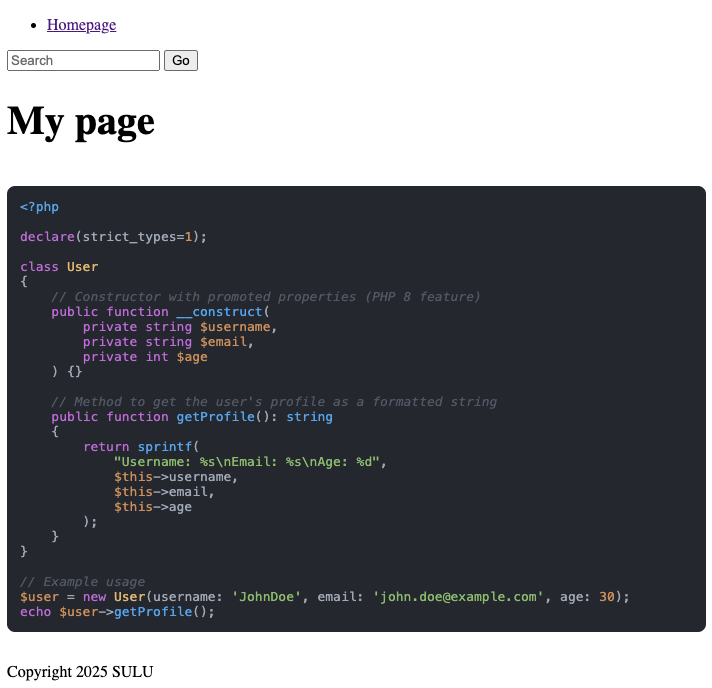 Homepage
Search Go
My page
<?php
declare(strict_types=1);
class User
{
    // Constructor with promoted properties (PHP 8 feature)
    public function __construct(
        private string $username,
        private string $email,
        private int $age
    ) {}
    // Method to get the user's profile as a formatted string
    public function getProfile(): string
    {
        return sprintf(
            "Username: %s\nEmail: %s\nAge: %d",
            $this->username,
            $this->email,
            $this->age
        );
    }
}
// Example usage
$user = new User(username: 'JohnDoe', email: 'john.doe@example.com', age: 30);
echo $user->getProfile();
Copyright 2025 SULU